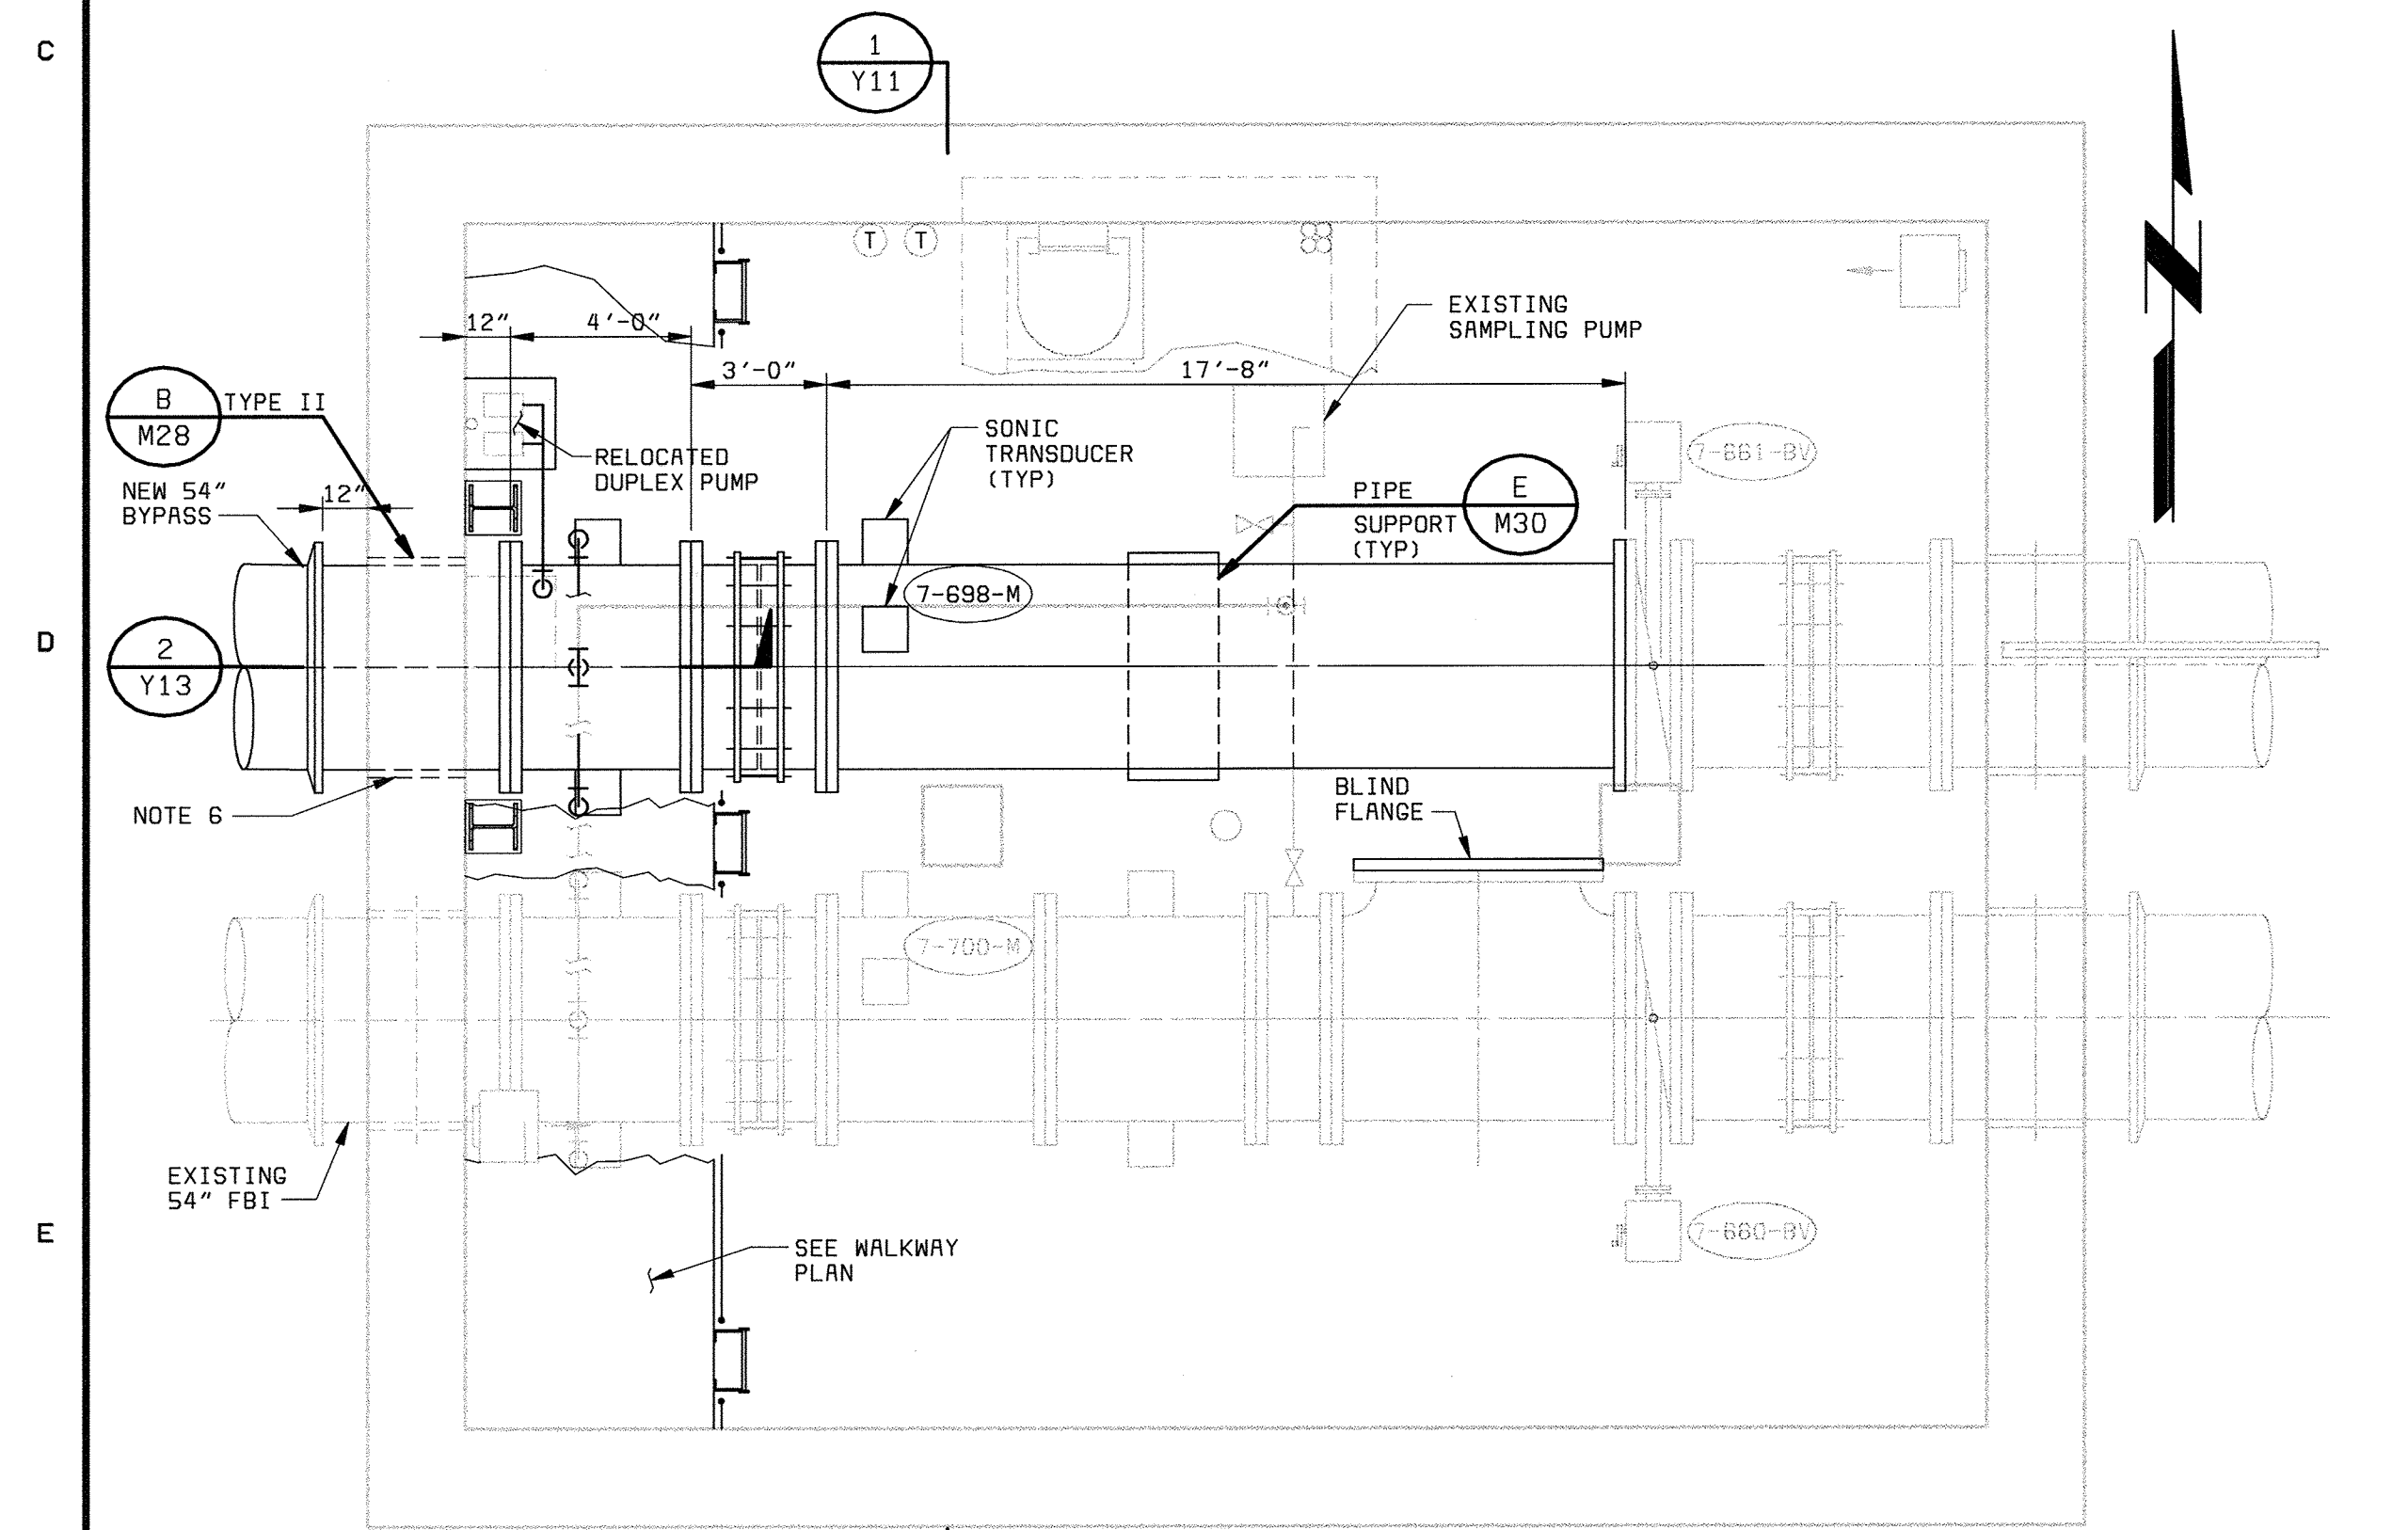 C
1
Y11
T T
EXISTING
SAMPLING PUMP
12″ 4′-0″
3′-0″ 17′-8″
B
M28
TYPE II
SONIC
TRANSDUCER
(TYP)
RELOCATED
DUPLEX PUMP
7-661-BV
NEW 54″
BYPASS
12″
PIPE
SUPPORT
(TYP)
E
M30
7-698-M
D
2
Y13
NOTE 6
BLIND
FLANGE
7-700-M
EXISTING
54″ FBI
E
7-660-BV
SEE WALKWAY
PLAN
N